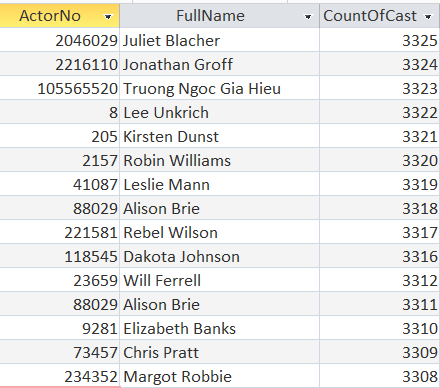 ActorNo FullName CountOfCast
2046029 Juliet Blacher 3325
2216110 Jonathan Groff 3324
105565520 Truong Ngoc Gia Hieu 3323
8 Lee Unkrich 3322
205 Kirsten Dunst 3321
2157 Robin Williams 3320
41087 Leslie Mann 3319
88029 Alison Brie 3318
221581 Rebel Wilson 3317
118545 Dakota Johnson 3316
23659 Will Ferrell 3312
88029 Alison Brie 3311
9281 Elizabeth Banks 3310
73457 Chris Pratt 3309
234352 Margot Robbie 3308